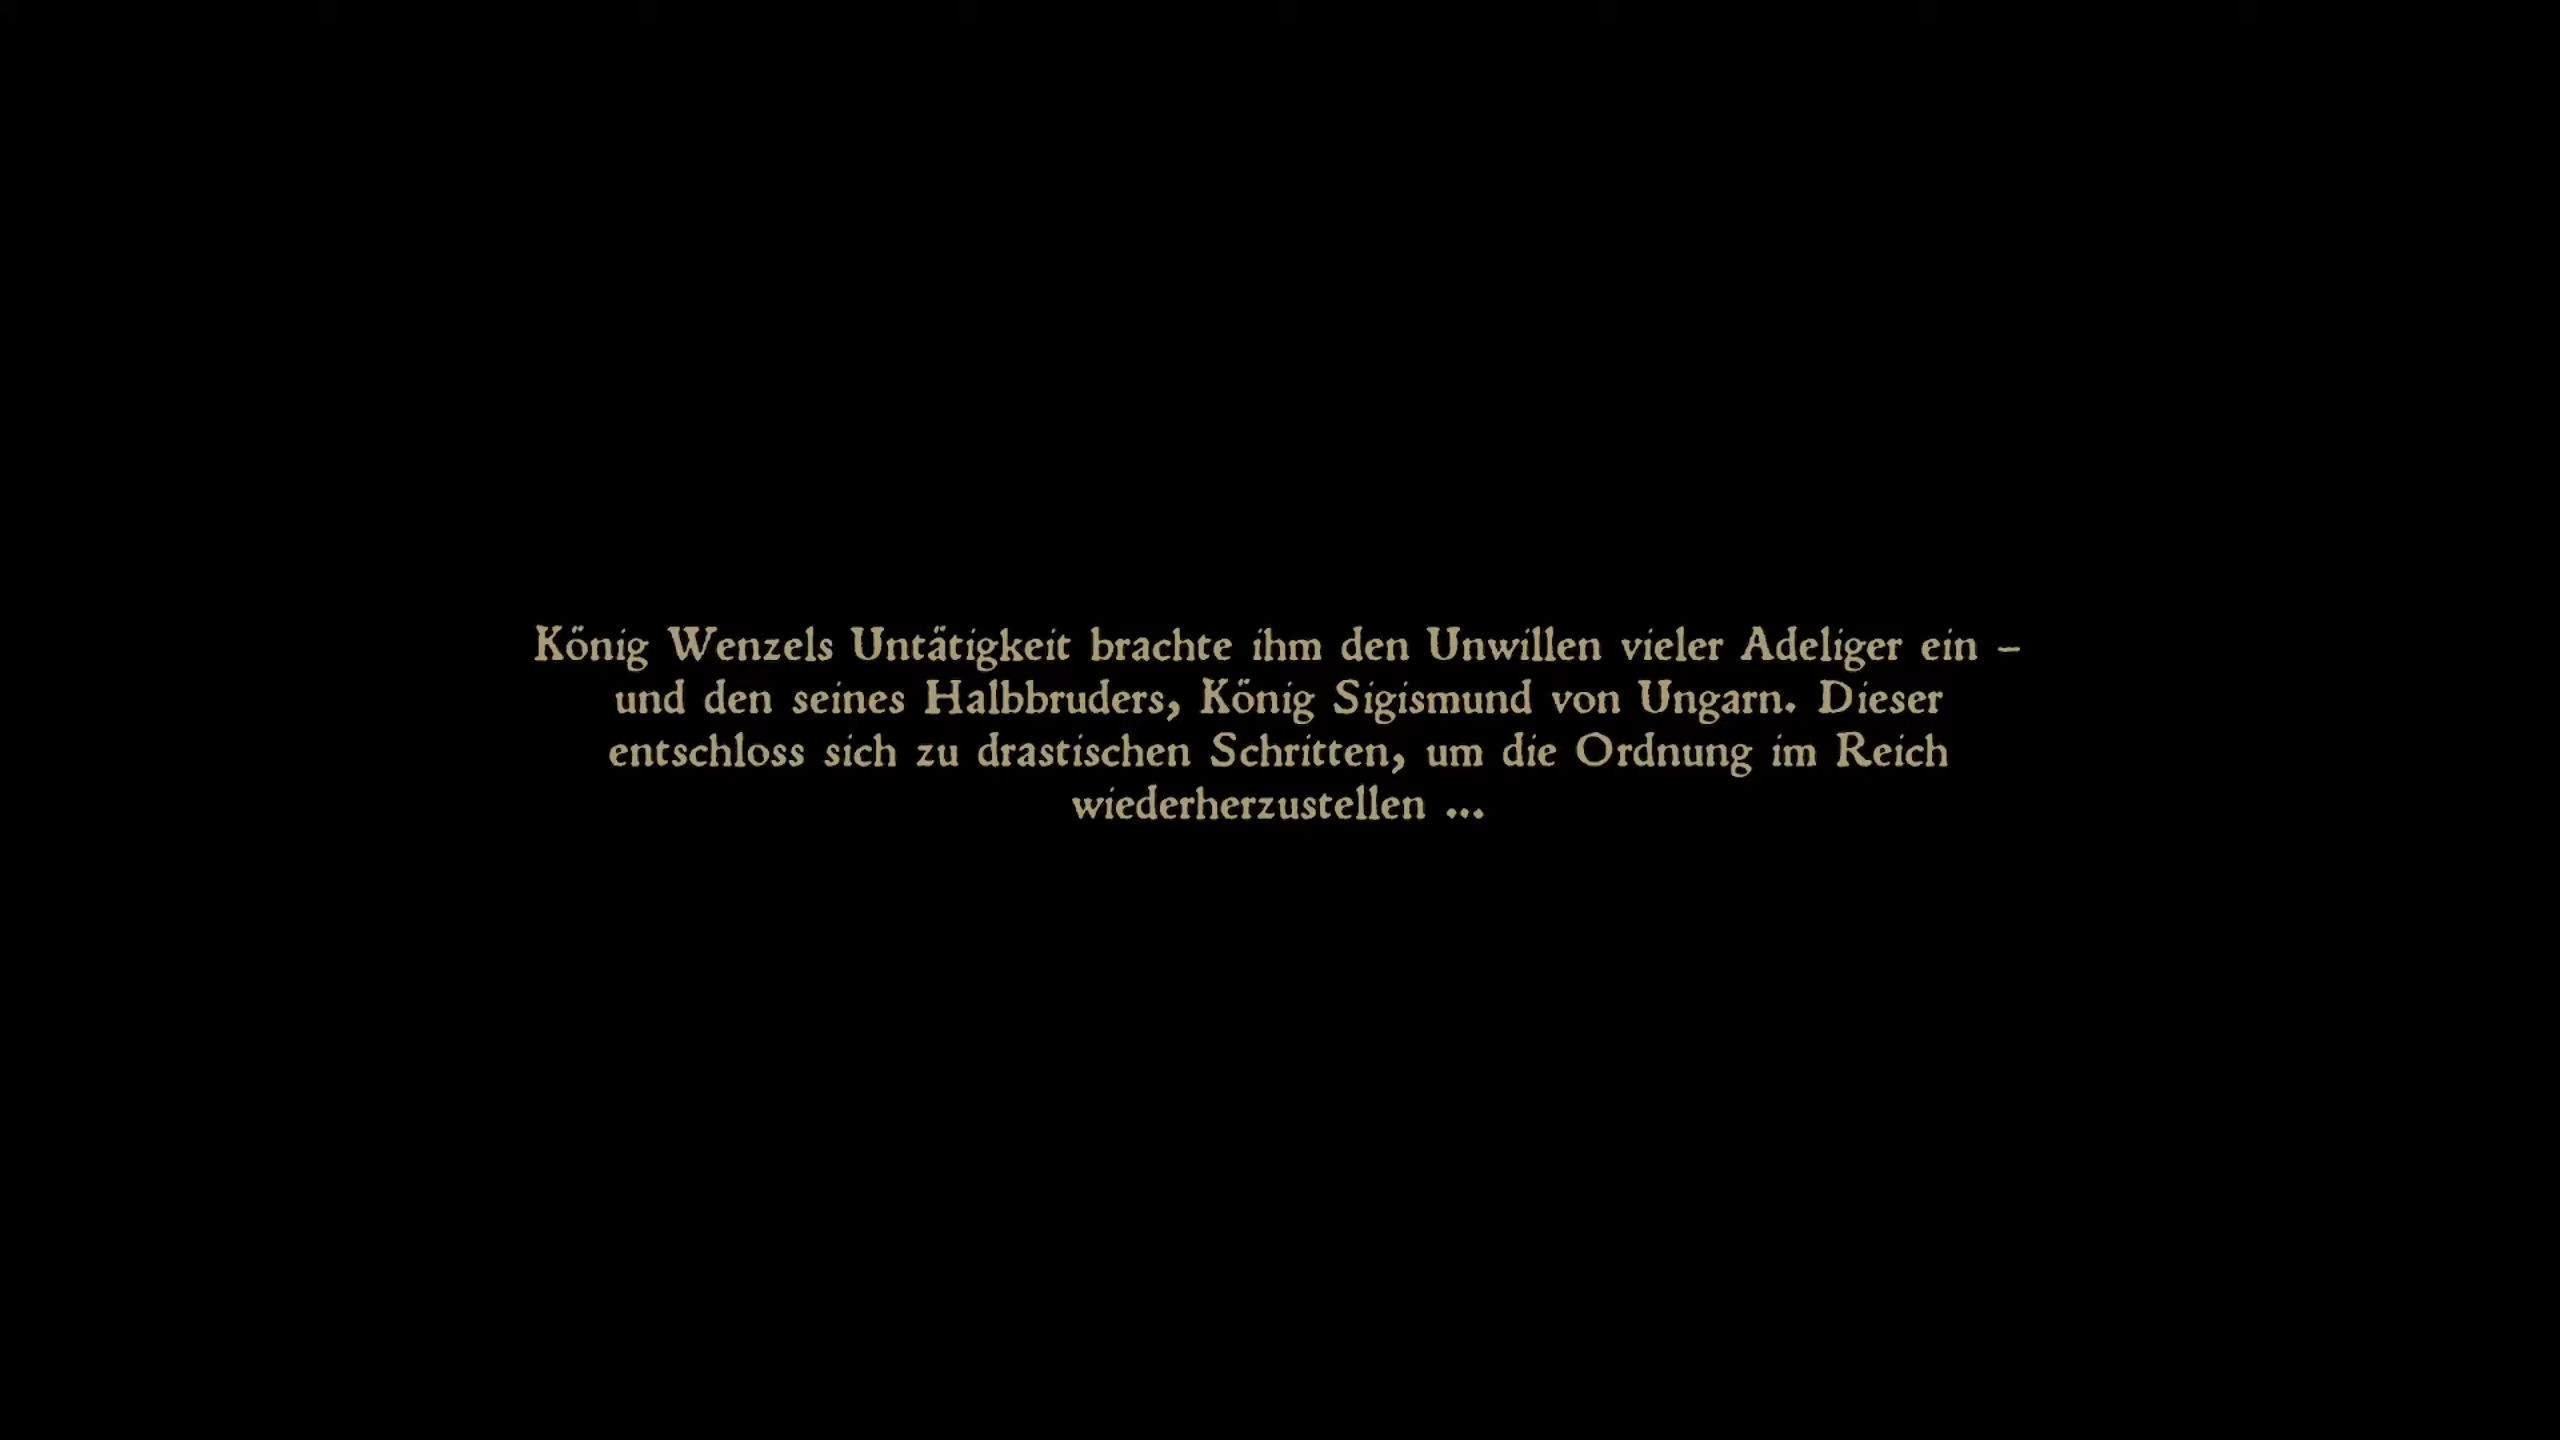 König Wenzels Untätigkeit brachte ihm den Unwillen vieler Adeliger ein –
und den seines Halbbruders, König Sigismund von Ungarn. Dieser
entschloss sich zu drastischen Schritten, um die Ordnung im Reich
wiederherzustellen ...